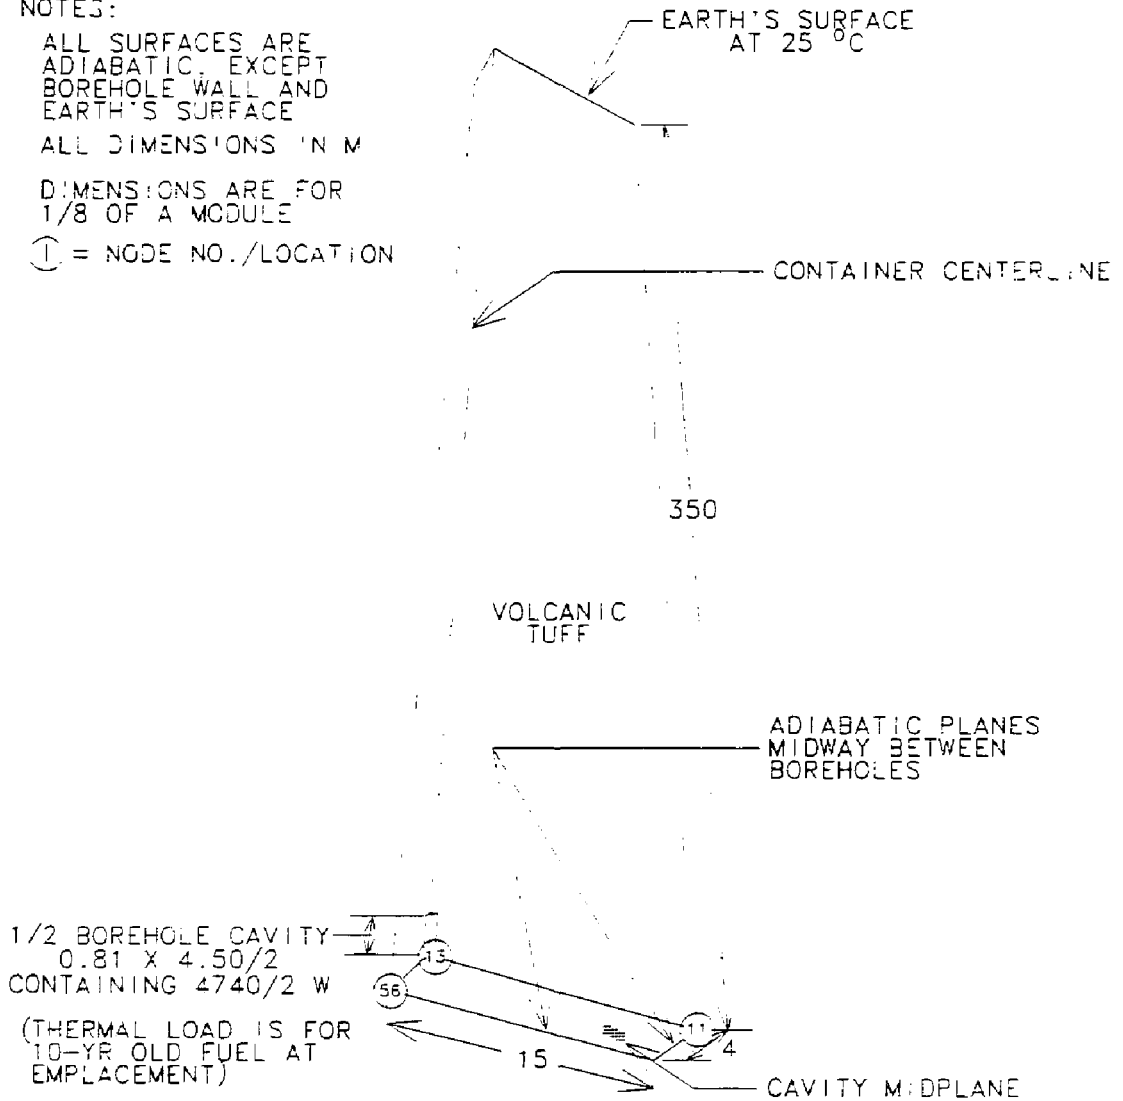 NOTES:
ALL SURFACES ARE
ADIABATIC, EXCEPT
BOREHOLE WALL AND
EARTH'S SURFACE
ALL DIMENSIONS IN M
DIMENSIONS ARE FOR
1/8 OF A MODULE
I = NODE NO./LOCATION
EARTH'S SURFACE
AT 25 °C
CONTAINER CENTERLINE
350
VOLCANIC
TUFF
ADIABATIC PLANES
MIDWAY BETWEEN
BOREHOLES
1/2 BOREHOLE CAVITY
0.81 X 4.50/2
CONTAINING 4740/2 W
(THERMAL LOAD IS FOR
10-YR OLD FUEL AT
EMPLACEMENT)
13
56
11
15
4
CAVITY MIDPLANE